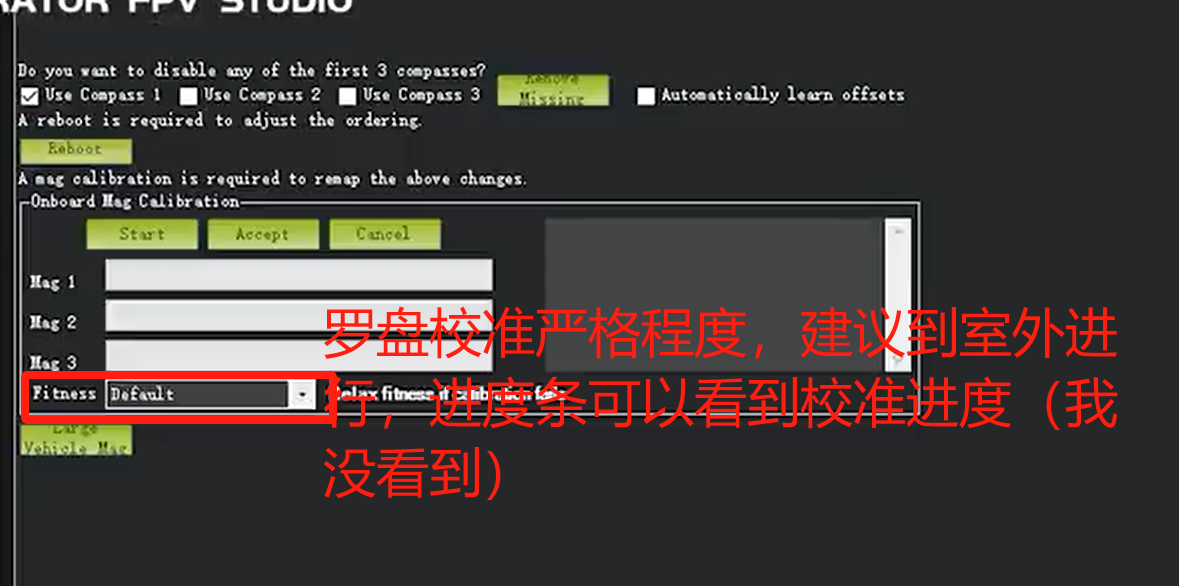 RATOR FPV STUDIO
Do you want to disable any of the first 3 compasses?
Use Compass 1 Use Compass 2 Use Compass 3 Remove Missing Automatically learn offsets
A reboot is required to adjust the ordering.
Reboot
A mag calibration is required to remap the above changes.
Onboard Mag Calibration
Start Accept Cancel
Mag 1
Mag 2
Mag 3
Fitness Default Relax fitness if calibration fails
罗盘校准严格程度，建议到室外进
行，进度条可以看到校准进度（我
没看到）
Large
Vehicle Mag